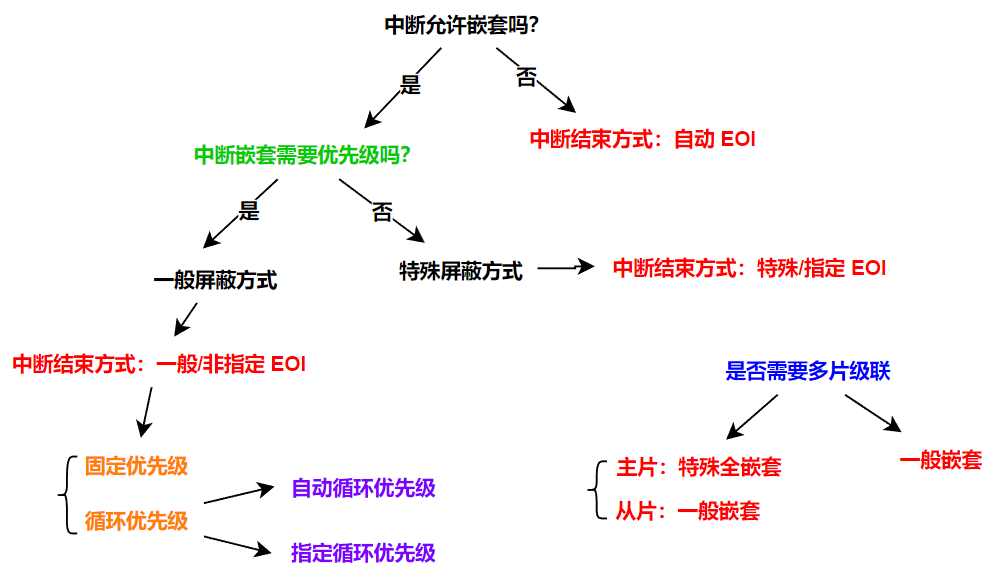 中断允许嵌套吗?
是
否
中断结束方式：自动 EOI
中断嵌套需要优先级吗?
是
否
一般屏蔽方式
特殊屏蔽方式
中断结束方式：特殊/指定 EOI
中断结束方式：一般/非指定 EOI
固定优先级
循环优先级
自动循环优先级
指定循环优先级
是否需要多片级联
主片：特殊全嵌套
从片：一般嵌套
一般嵌套